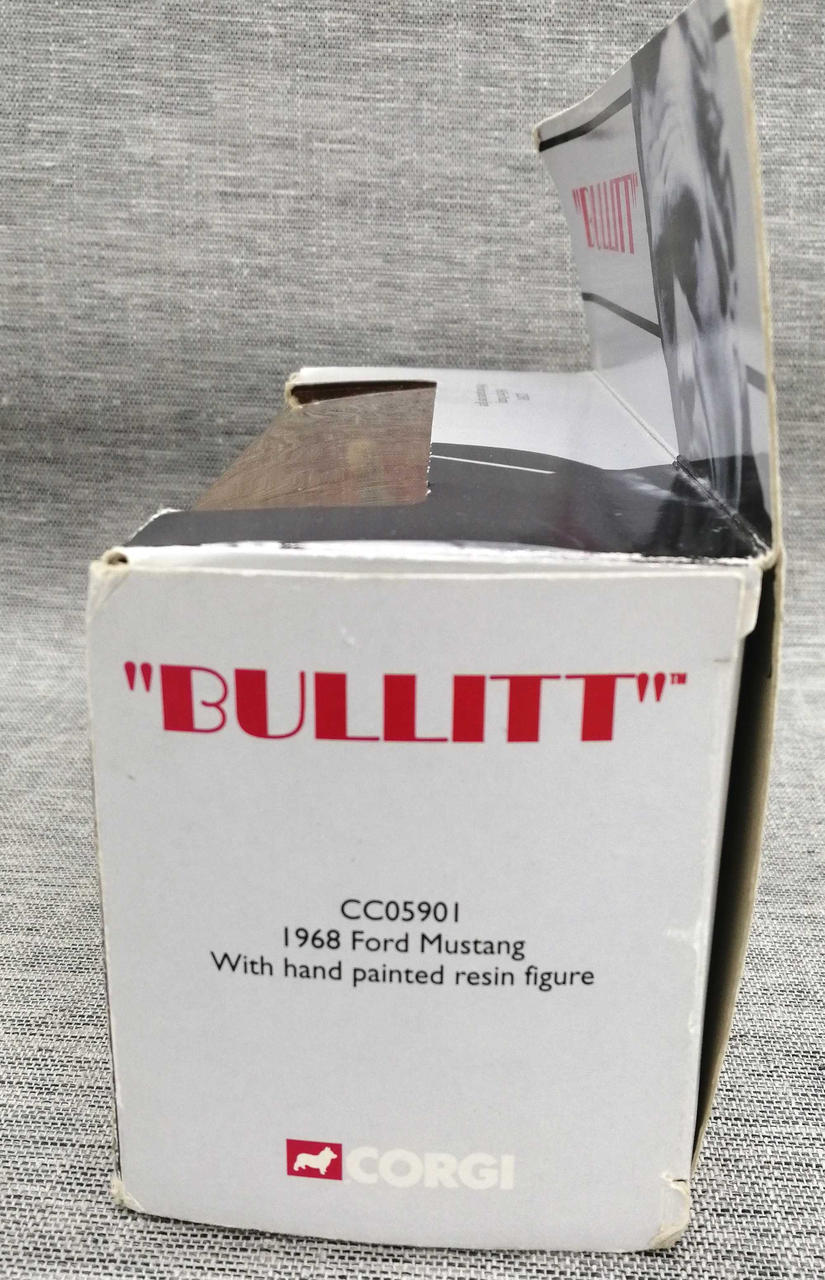 "BULLITT"
"BULLITT"™
CC05901
1968 Ford Mustang
With hand painted resin figure
CORGI